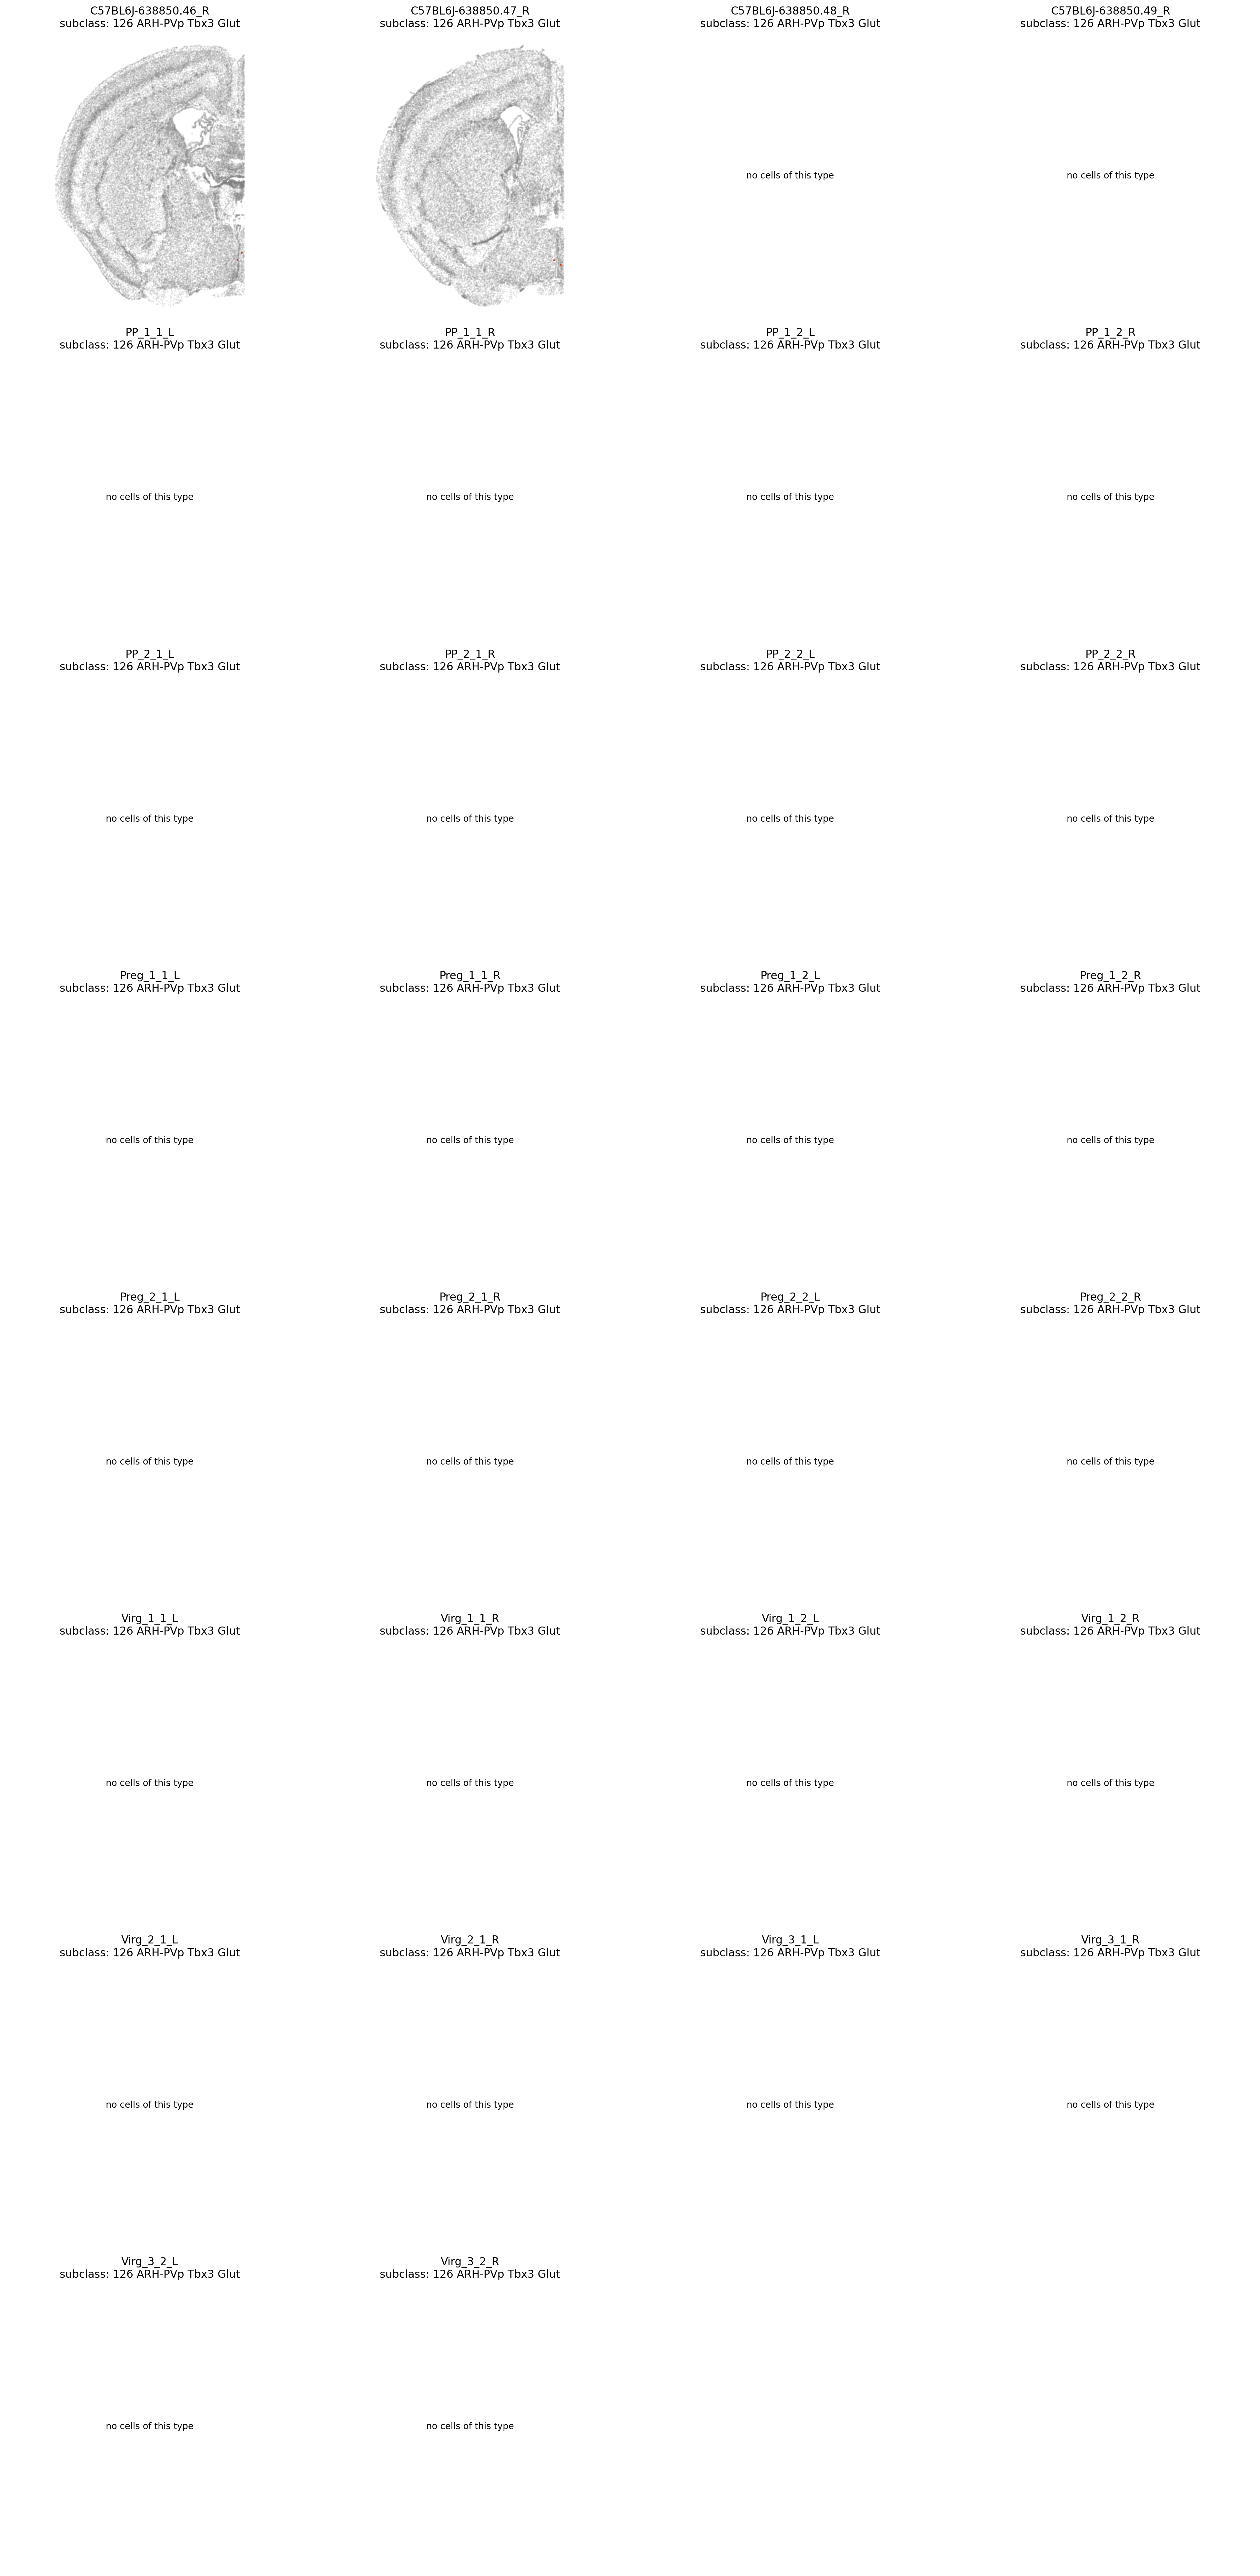 C57BL6J-638850.46_R
subclass: 126 ARH-PVp Tbx3 Glut
C57BL6J-638850.47_R
subclass: 126 ARH-PVp Tbx3 Glut
C57BL6J-638850.48_R
subclass: 126 ARH-PVp Tbx3 Glut
no cells of this type
C57BL6J-638850.49_R
subclass: 126 ARH-PVp Tbx3 Glut
no cells of this type
PP_1_1_L
subclass: 126 ARH-PVp Tbx3 Glut
no cells of this type
PP_1_1_R
subclass: 126 ARH-PVp Tbx3 Glut
no cells of this type
PP_1_2_L
subclass: 126 ARH-PVp Tbx3 Glut
no cells of this type
PP_1_2_R
subclass: 126 ARH-PVp Tbx3 Glut
no cells of this type
PP_2_1_L
subclass: 126 ARH-PVp Tbx3 Glut
no cells of this type
PP_2_1_R
subclass: 126 ARH-PVp Tbx3 Glut
no cells of this type
PP_2_2_L
subclass: 126 ARH-PVp Tbx3 Glut
no cells of this type
PP_2_2_R
subclass: 126 ARH-PVp Tbx3 Glut
no cells of this type
Preg_1_1_L
subclass: 126 ARH-PVp Tbx3 Glut
no cells of this type
Preg_1_1_R
subclass: 126 ARH-PVp Tbx3 Glut
no cells of this type
Preg_1_2_L
subclass: 126 ARH-PVp Tbx3 Glut
no cells of this type
Preg_1_2_R
subclass: 126 ARH-PVp Tbx3 Glut
no cells of this type
Preg_2_1_L
subclass: 126 ARH-PVp Tbx3 Glut
no cells of this type
Preg_2_1_R
subclass: 126 ARH-PVp Tbx3 Glut
no cells of this type
Preg_2_2_L
subclass: 126 ARH-PVp Tbx3 Glut
no cells of this type
Preg_2_2_R
subclass: 126 ARH-PVp Tbx3 Glut
no cells of this type
Virg_1_1_L
subclass: 126 ARH-PVp Tbx3 Glut
no cells of this type
Virg_1_1_R
subclass: 126 ARH-PVp Tbx3 Glut
no cells of this type
Virg_1_2_L
subclass: 126 ARH-PVp Tbx3 Glut
no cells of this type
Virg_1_2_R
subclass: 126 ARH-PVp Tbx3 Glut
no cells of this type
Virg_2_1_L
subclass: 126 ARH-PVp Tbx3 Glut
no cells of this type
Virg_2_1_R
subclass: 126 ARH-PVp Tbx3 Glut
no cells of this type
Virg_3_1_L
subclass: 126 ARH-PVp Tbx3 Glut
no cells of this type
Virg_3_1_R
subclass: 126 ARH-PVp Tbx3 Glut
no cells of this type
Virg_3_2_L
subclass: 126 ARH-PVp Tbx3 Glut
no cells of this type
Virg_3_2_R
subclass: 126 ARH-PVp Tbx3 Glut
no cells of this type